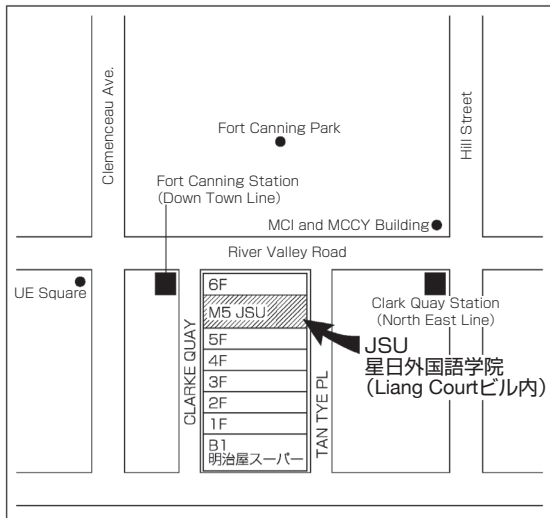 Clemenceau Ave.
Hill Street
Fort Canning Park
Fort Canning Station
(Down Town Line)
MCI and MCCY Building
River Valley Road
UE Square
CLARKE QUAY
6F
M5 JSU
5F
4F
3F
2F
1F
B1
明治屋スーパー
TAN TYE PL
Clark Quay Station
(North East Line)
JSU
星日外国語学院
(Liang Courtビル内)